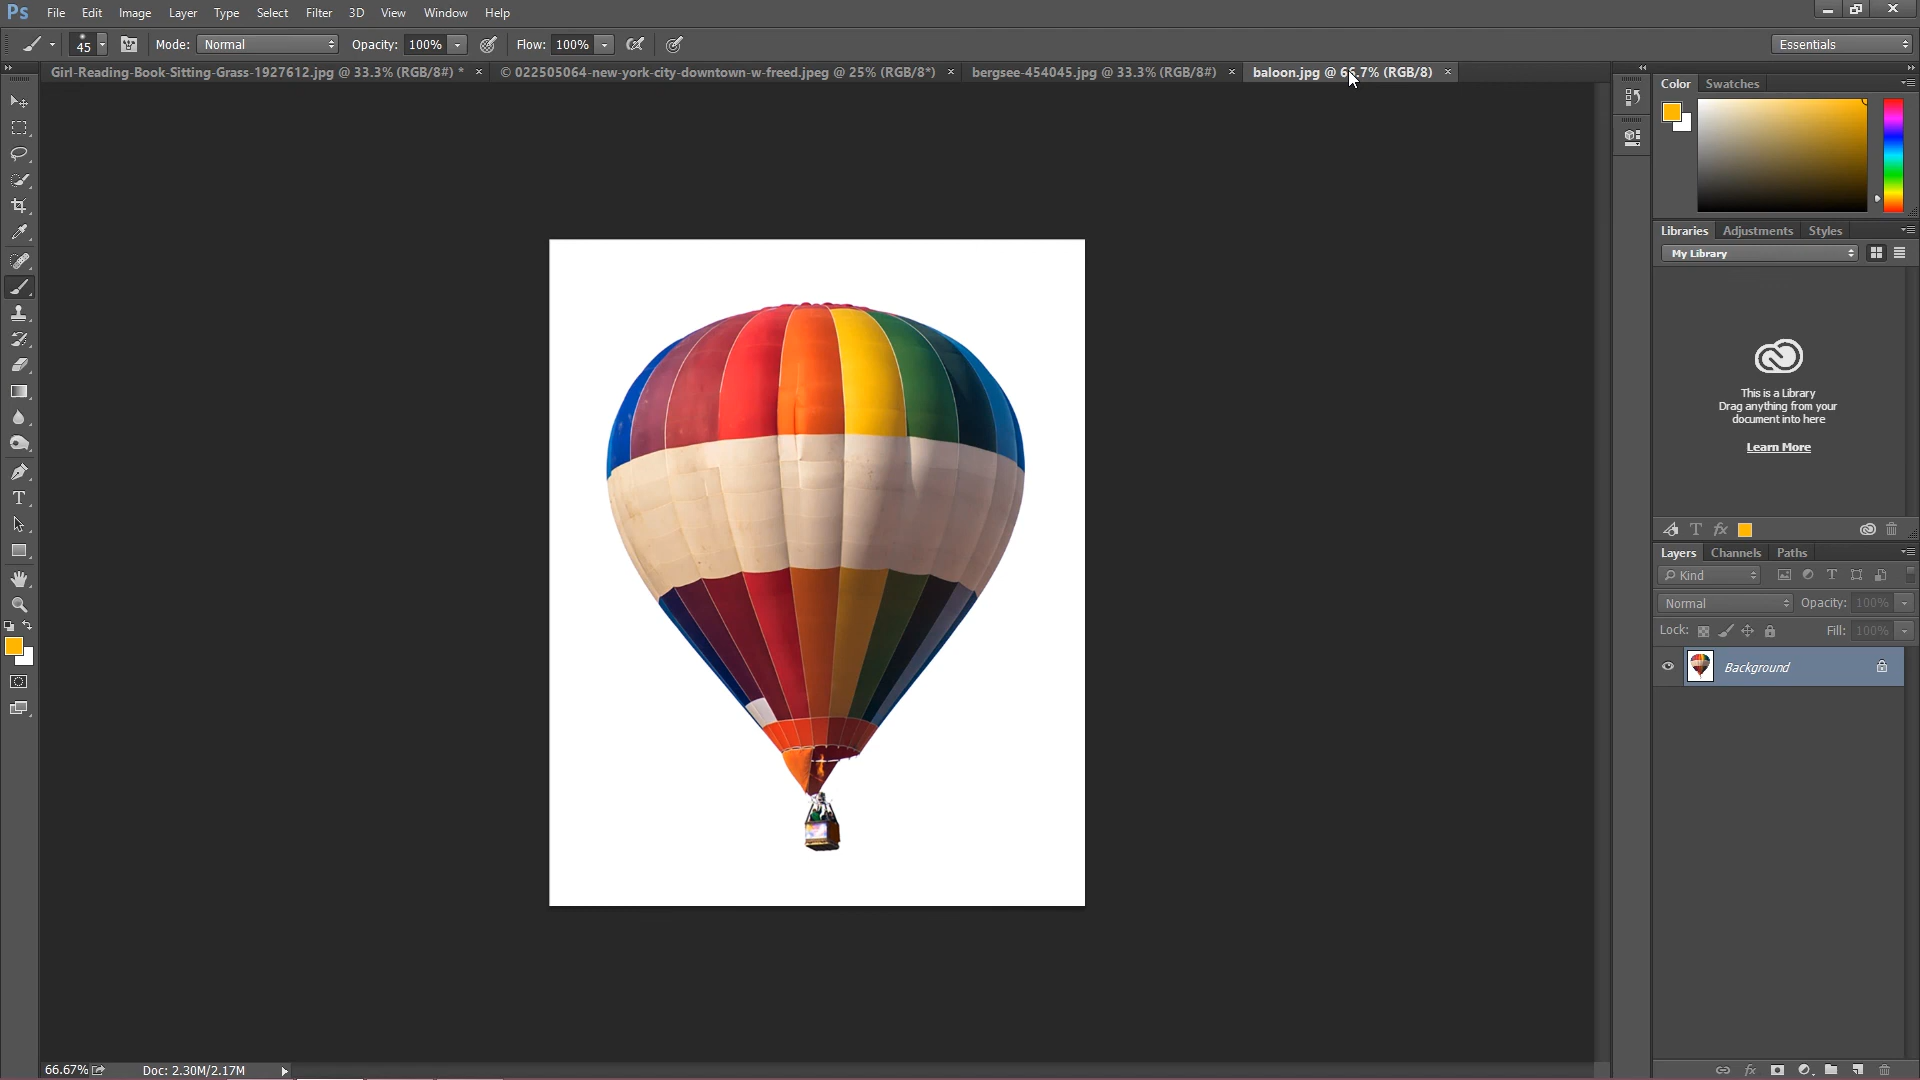 Ps File Edit Image Layer Type Select Filter 3D View Window Help
45 Mode: Normal Opacity: 100% Flow: 100% Essentials
Girl-Reading-Book-Sitting-Grass-1927612.jpg @ 33.3% (RGB/8#) * × © 022505064-new-york-city-downtown-w-freed.jpeg @ 25% (RGB/8*) × bergsee-454045.jpg @ 33.3% (RGB/8#) × baloon.jpg @ 66.7% (RGB/8) ×
Color Swatches
Libraries Adjustments Styles
My Library
This is a Library
Drag anything from your
document into here
Learn More
T fx
Layers Channels Paths
Kind T
Normal Opacity: 100%
Lock: Fill: 100%
Background
T
66.67% Doc: 2.30M/2.17M fx